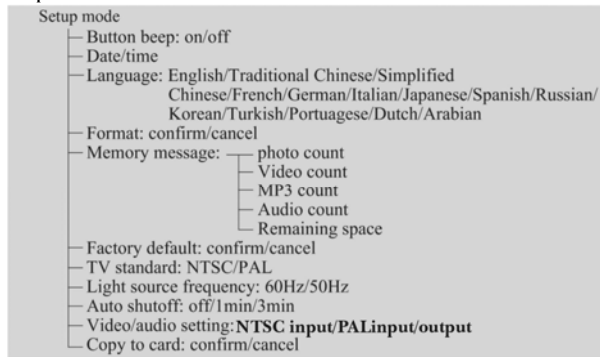 Setup mode
Button beep: on/off
Date/time
Language: English/Traditional Chinese/Simplified
Chinese/French/German/Italian/Japanese/Spanish/Russian/
Korean/Turkish/Portuagese/Dutch/Arabian
Format: confirm/cancel
Memory message: photo count
Video count
MP3 count
Audio count
Remaining space
Factory default: confirm/cancel
TV standard: NTSC/PAL
Light source frequency: 60Hz/50Hz
Auto shutoff: off/1min/3min
Video/audio setting:NTSC input/PALinput/output
Copy to card: confirm/cancel